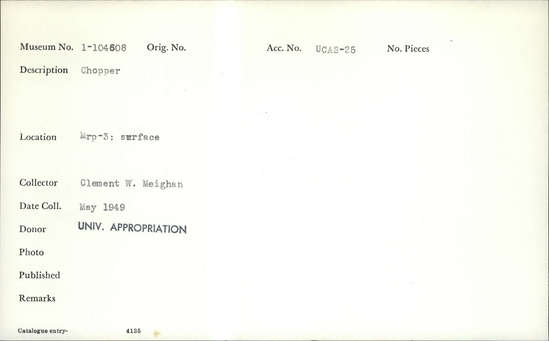 Museum No. 1-104608 Orig. No. Acc. No. UCAS-25 No. Pieces
Description Chopper
Location Mrp-3: surface
Collector Clement W. Meighan
Date Coll. May 1949
Donor UNIV. APPROPRIATION
Photo
Published
Remarks
Catalogue entry- 4135